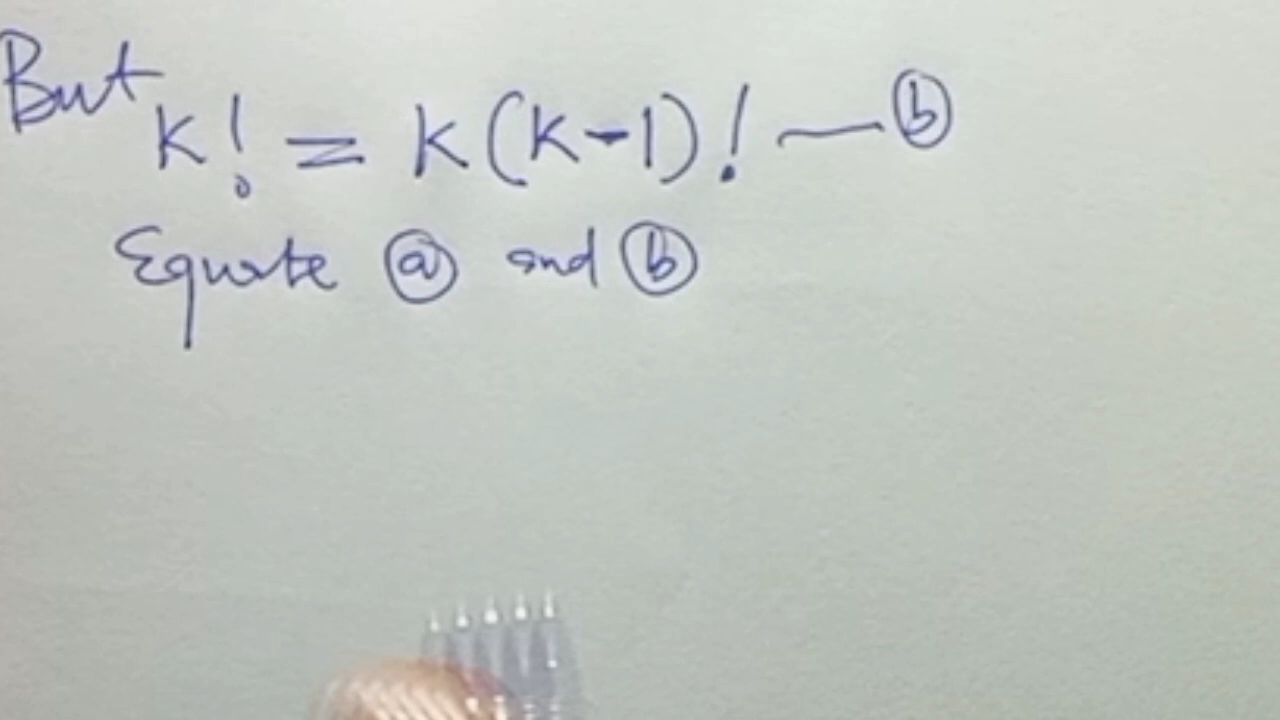 But
K! = K(K-1)! — ⓑ
Equate ⓐ and ⓑ